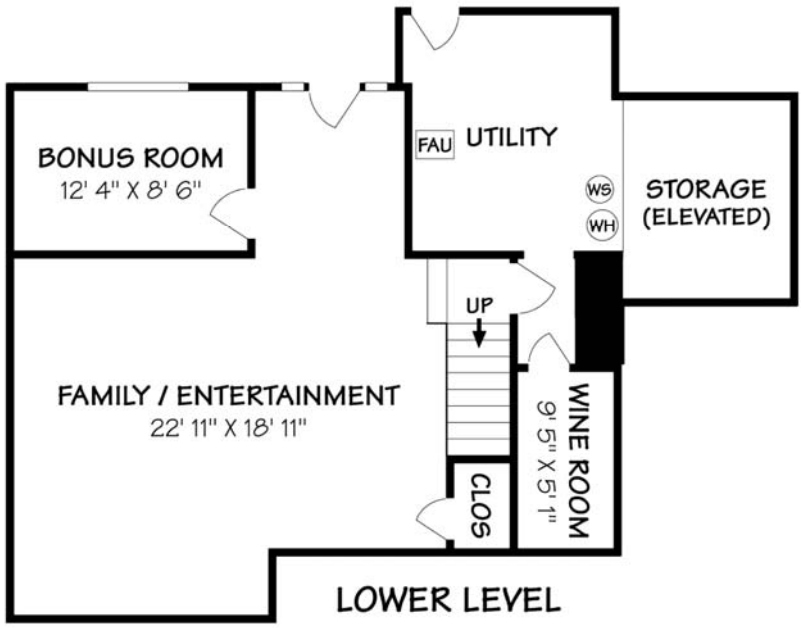 UTILITY
FAU
BONUS ROOM
12' 4" X 8' 6"
WS
WH
STORAGE
(ELEVATED)
UP
FAMILY / ENTERTAINMENT
22' 11" X 18' 11"
WINE ROOM
9' 5" X 5' 1"
CLOS
LOWER LEVEL